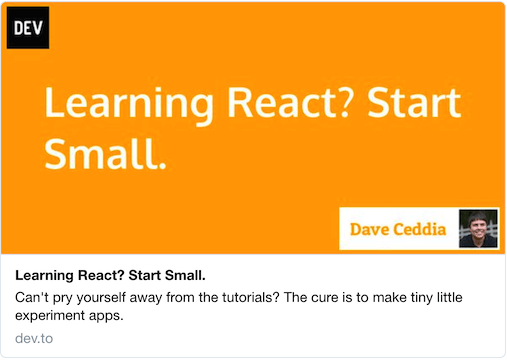 DEV
Learning React? Start
Small.
Dave Ceddia
Learning React? Start Small.
Can't pry yourself away from the tutorials? The cure is to make tiny little
experiment apps.
dev.to